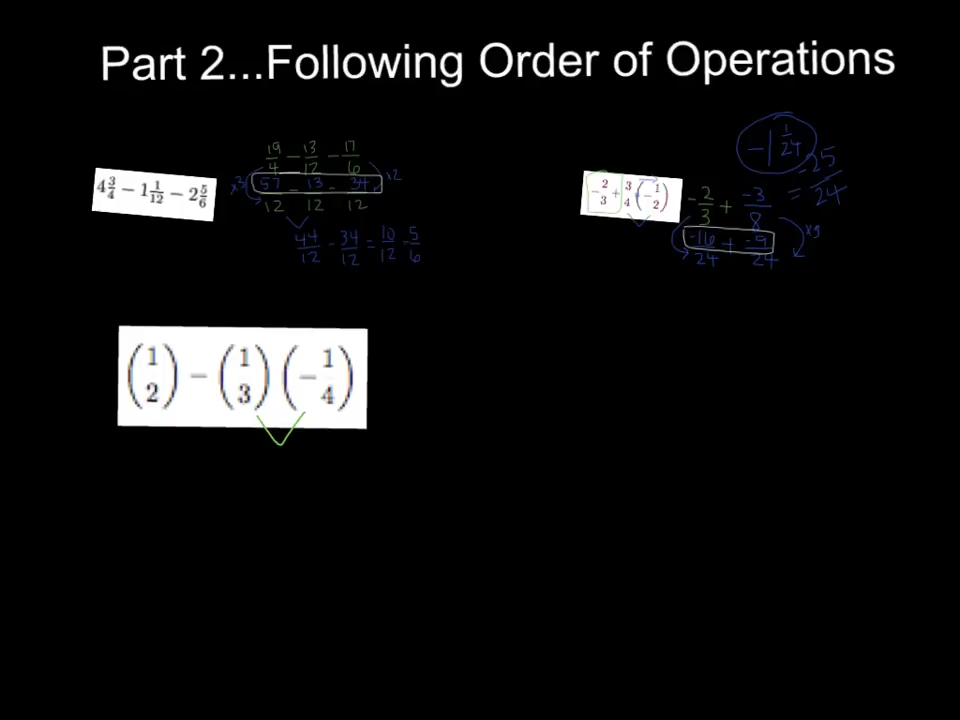 Part 2...Following Order of Operations
4 3/4 − 1 1/12 − 2 5/6
19/4 − 13/12 − 17/6
x3 57/12 − 13/12 − 34/12 x2
44/12 − 34/12 = 10/12 = 5/6
−2/3 + 3/4 (−1/2)
−2/3 + −3/8 = −25/24
−16/24 + −9/24
−1 1/24
(1/2) − (1/3) (−1/4)